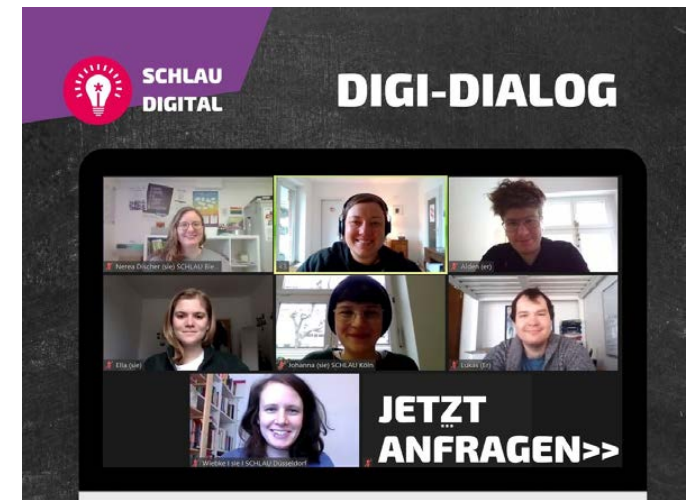 SCHLAU
DIGITAL
DIGI-DIALOG
Nerea Discher (sie) SCHLAU Bie...
Alden (er)
Ella (sie)
Johanna (sie) SCHLAU Köln
Lukas (Er)
Wiebke I sie I SCHLAU Düsseldorf
JETZT
...
ANFRAGEN>>